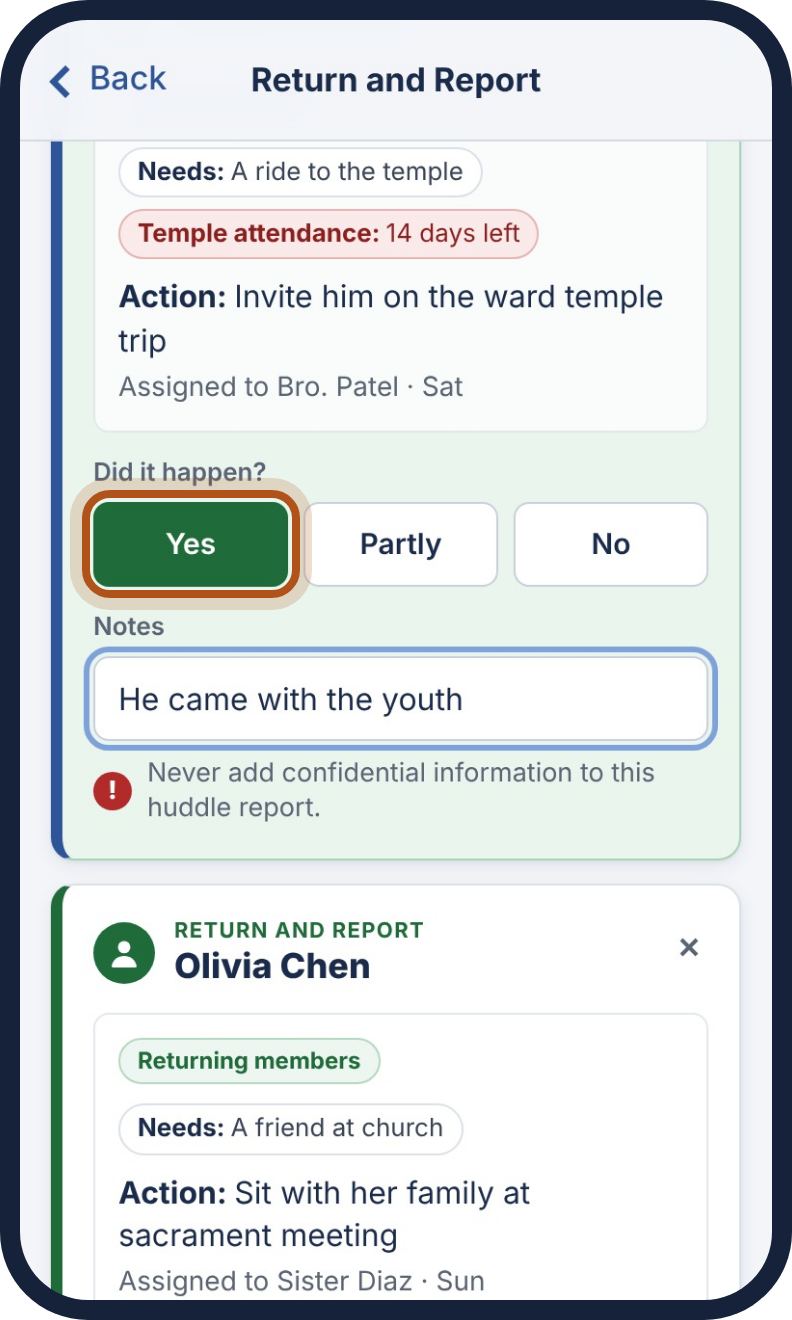 Back
Return and Report
Needs: A ride to the temple
Temple attendance: 14 days left
Action: Invite him on the ward temple
trip
Assigned to Bro. Patel · Sat
Did it happen?
Yes
Partly
No
Notes
He came with the youth
Never add confidential information to this
huddle report.
RETURN AND REPORT
Olivia Chen
Returning members
Needs: A friend at church
Action: Sit with her family at
sacrament meeting
Assigned to Sister Diaz · Sun